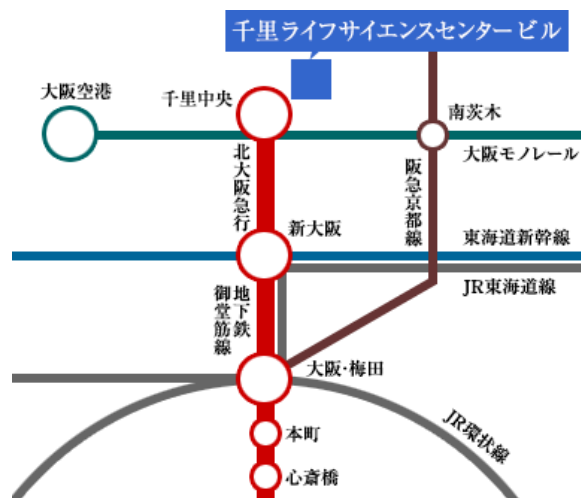 千里ライフサイエンスセンタービル
大阪空港
千里中央
南茨木
大阪モノレール
北大阪急行
阪急京都線
新大阪
東海道新幹線
JR東海道線
地下鉄
御堂筋線
大阪・梅田
JR環状線
本町
心斎橋